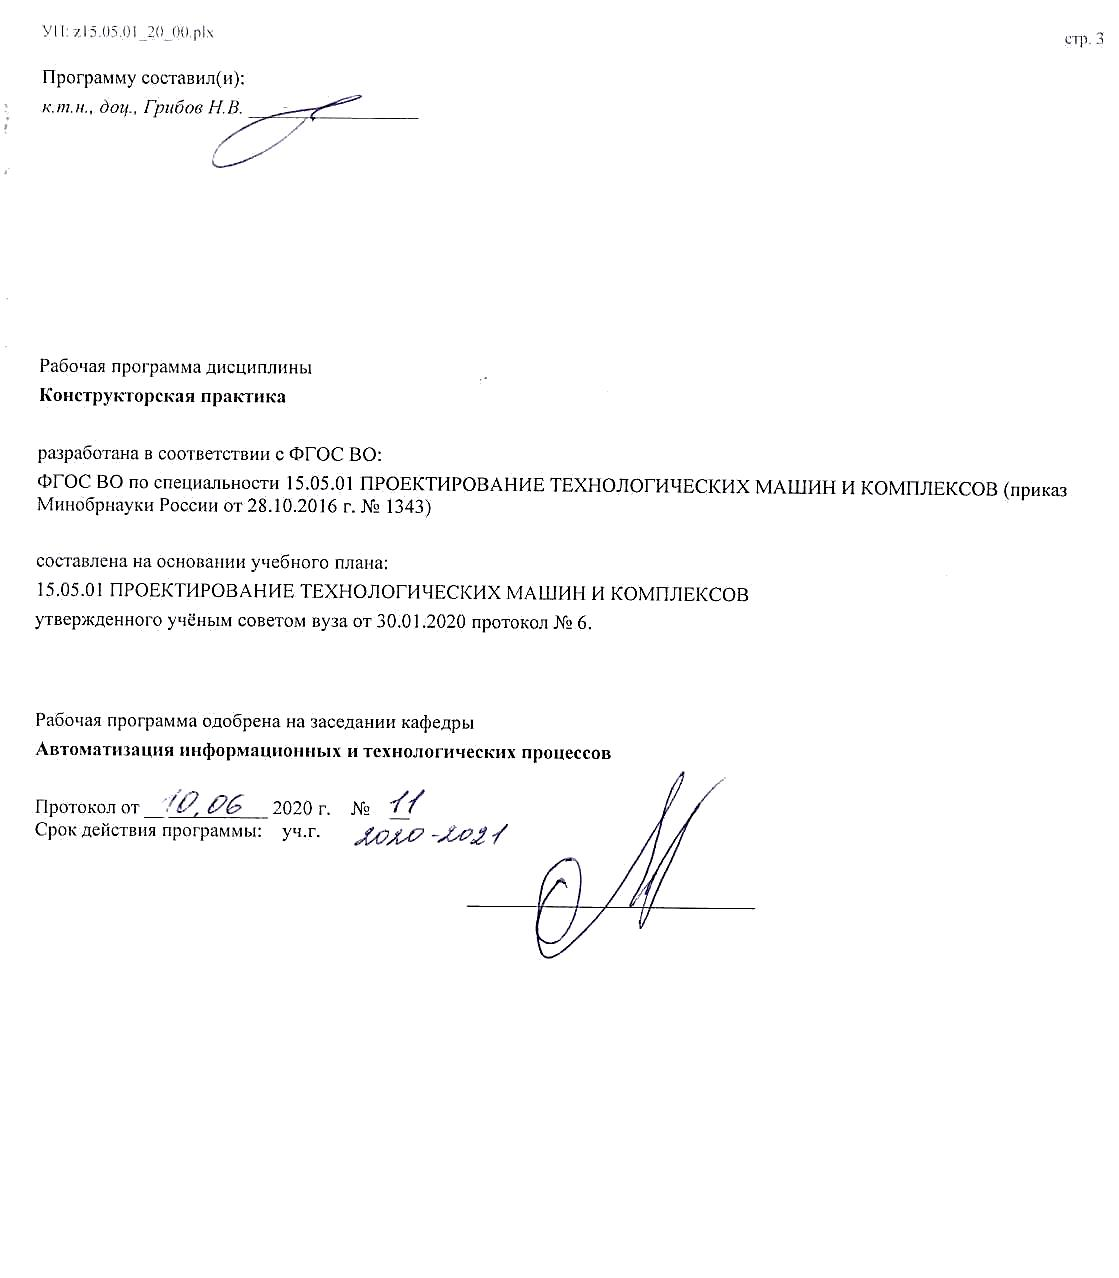 УП: z15.05.01_20_00.plx
стр. 3
Программу составил(и):
к.т.н., доц., Грибов Н.В.
Рабочая программа дисциплины
Конструкторская практика
разработана в соответствии с ФГОС ВО:
ФГОС ВО по специальности 15.05.01 ПРОЕКТИРОВАНИЕ ТЕХНОЛОГИЧЕСКИХ МАШИН И КОМПЛЕКСОВ (приказ
Минобрнауки России от 28.10.2016 г. № 1343)
составлена на основании учебного плана:
15.05.01 ПРОЕКТИРОВАНИЕ ТЕХНОЛОГИЧЕСКИХ МАШИН И КОМПЛЕКСОВ
утвержденного учёным советом вуза от 30.01.2020 протокол № 6.
Рабочая программа одобрена на заседании кафедры
Автоматизация информационных и технологических процессов
Протокол от 10.06 2020 г. № 11
Срок действия программы: уч.г. 2020-2021